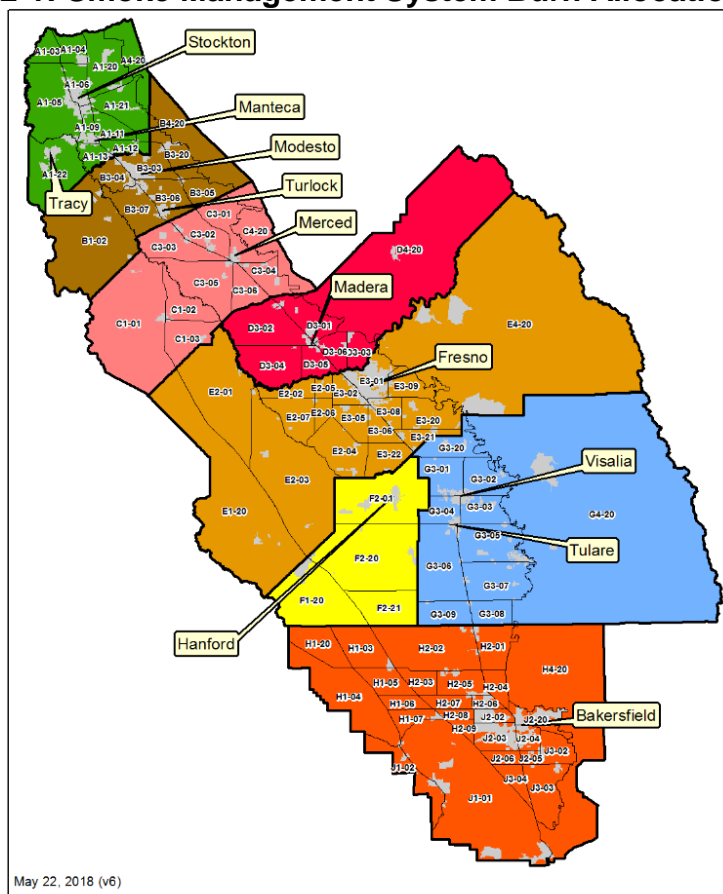 2-1: Smoke Management System Burn Allocatio
Stockton
A1-03
A1-04
A1-20
A4-20
A1-06
A1-05
A1-21
Manteca
A1-09
A1-11
B4-20
A1-12
A1-13
B3-20
Modesto
A1-22
B3-03
B3-04
Tracy
B3-05
B3-06
Turlock
B3-07
C3-01
Merced
B1-02
C3-02
C4-20
C3-03
D4-20
C3-04
C3-05
Madera
C3-06
C1-02
C1-01
D3-02
D3-01
E4-20
C1-03
D3-06
D3-03
Fresno
D3-04
D3-05
E3-01
E3-09
E2-01
E2-02
E2-05
E3-02
E2-07
E2-06
E3-05
E3-08
E3-20
E3-06
E3-21
E2-04
E3-22
G3-20
G3-01
Visalia
E2-03
G3-02
F2-01
G3-03
E1-20
G3-04
G4-20
G3-05
Tulare
F2-20
G3-06
G3-07
F1-20
F2-21
G3-09
G3-08
Hanford
H1-20
H1-03
H2-02
H2-01
H4-20
H1-05
H2-03
H2-05
H2-04
H1-04
H1-06
H2-07
H2-06
H1-07
H2-08
J2-02
J2-20
Bakersfield
H2-09
J2-03
J2-04
J3-02
J2-06
J2-05
J1-02
J3-04
J3-03
J1-01
May 22, 2018 (v6)